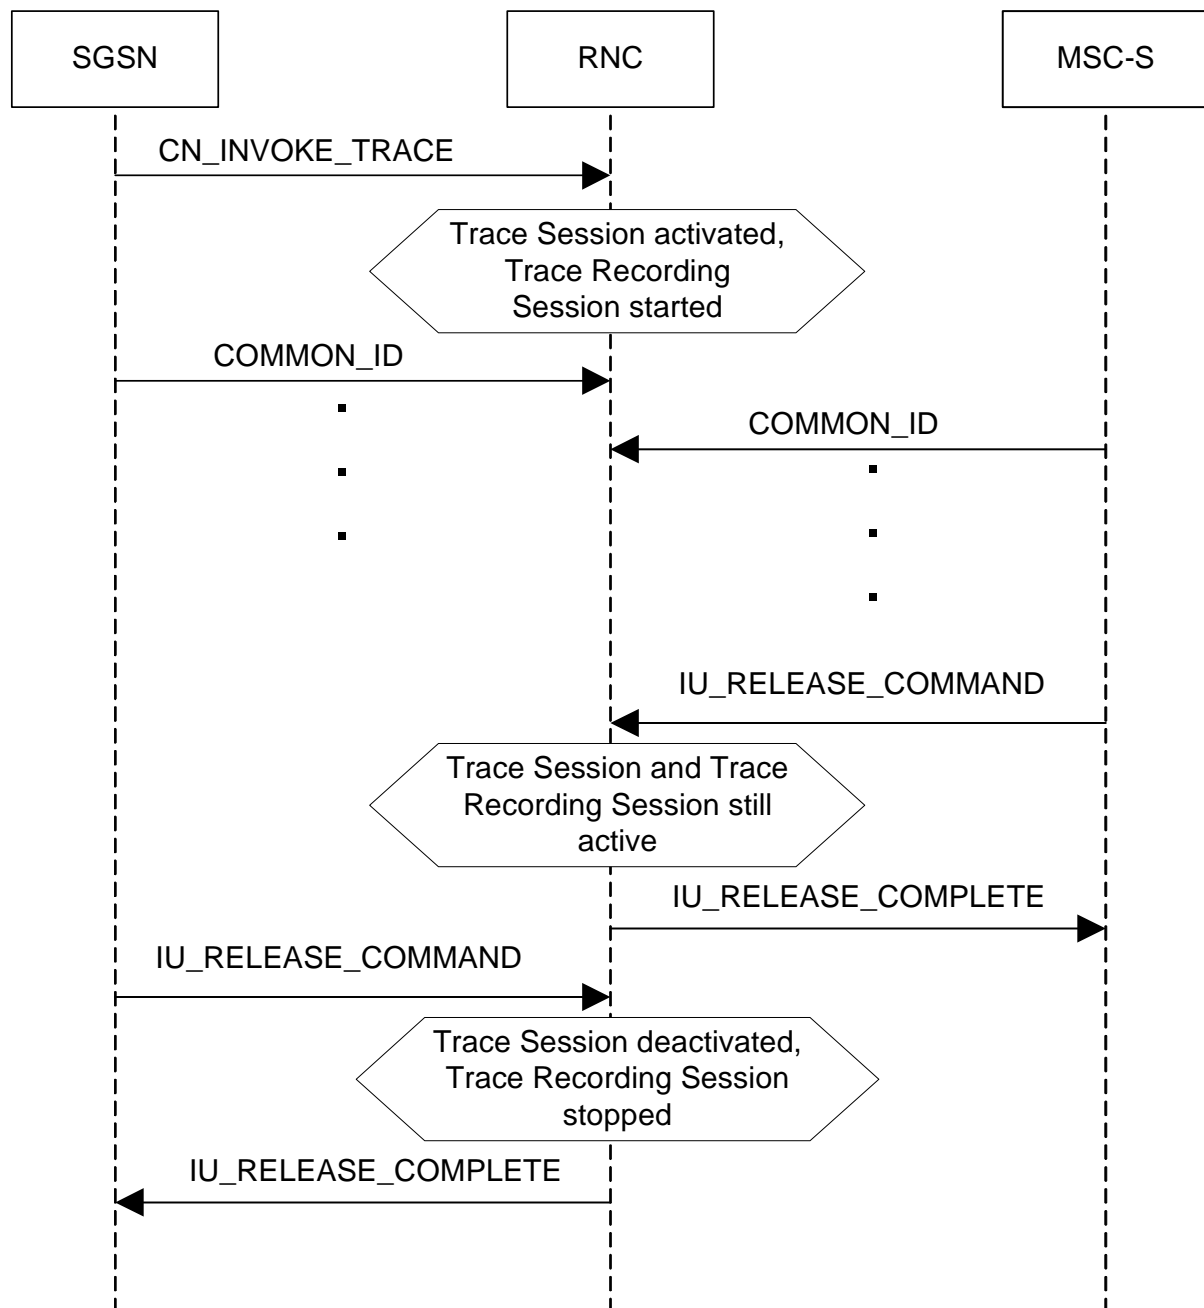 SGSN
RNC
MSC-S
CN_INVOKE_TRACE
Trace Session activated,
Trace Recording
Session started
COMMON_ID
COMMON_ID
IU_RELEASE_COMMAND
Trace Session and Trace
Recording Session still
active
IU_RELEASE_COMPLETE
IU_RELEASE_COMMAND
Trace Session deactivated,
Trace Recording Session
stopped
IU_RELEASE_COMPLETE